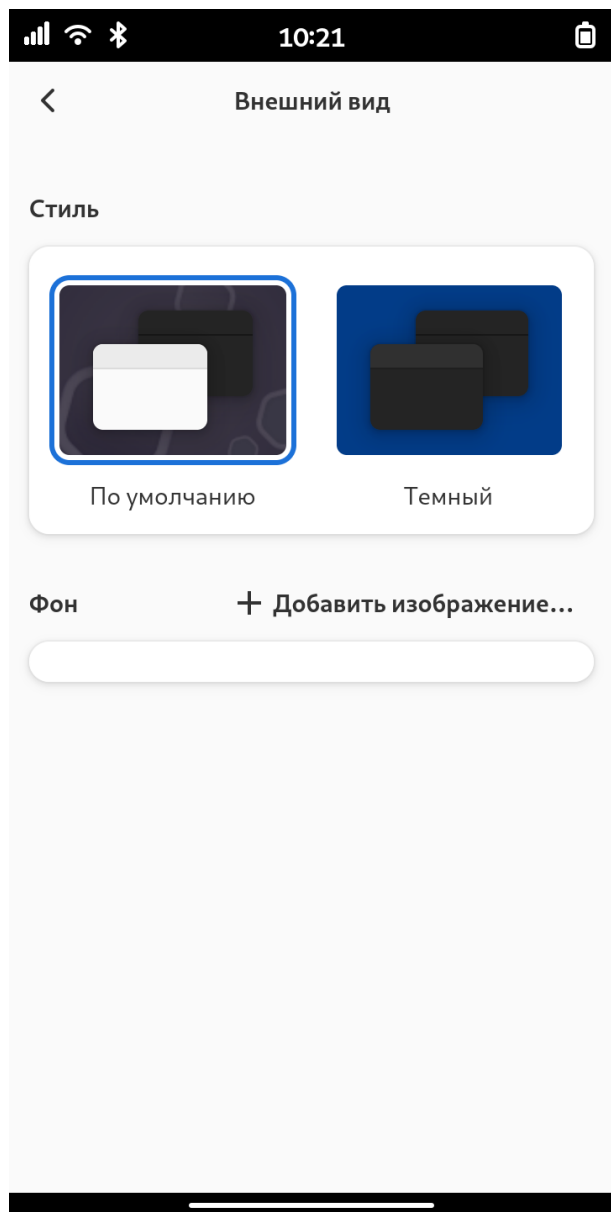 10:21
Внешний вид
Стиль
По умолчанию
Темный
Фон
Добавить изображение...